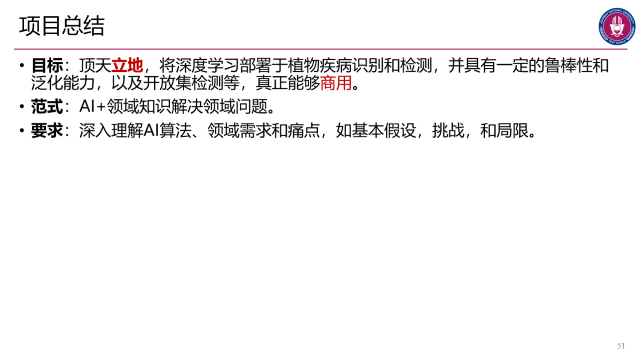 项目总结
• 目标：顶天立地，将深度学习部署于植物疾病识别和检测，并具有一定的鲁棒性和
泛化能力，以及开放集检测等，真正能够商用。
• 范式：AI+领域知识解决领域问题。
• 要求：深入理解AI算法、领域需求和痛点，如基本假设，挑战，和局限。
51